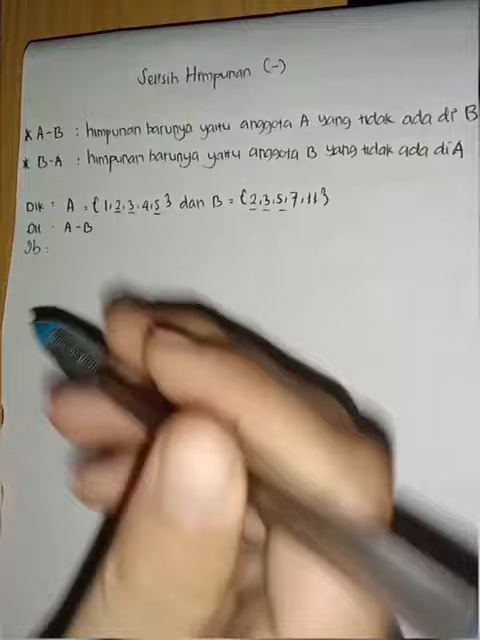 Selisih Himpunan (-)
* A-B : himpunan barunya yaitu anggota A yang tidak ada di B
* B-A : himpunan barunya yaitu anggota B yang tidak ada di A
Dik : A = {1,2,3,4,5} dan B = {2,3,5,7,11}
Dit : A-B
Jb :